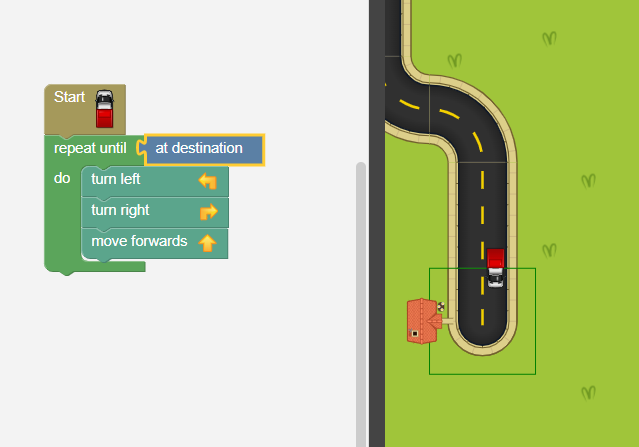 Start
repeat until
at destination
do
turn left
turn right
move forwards